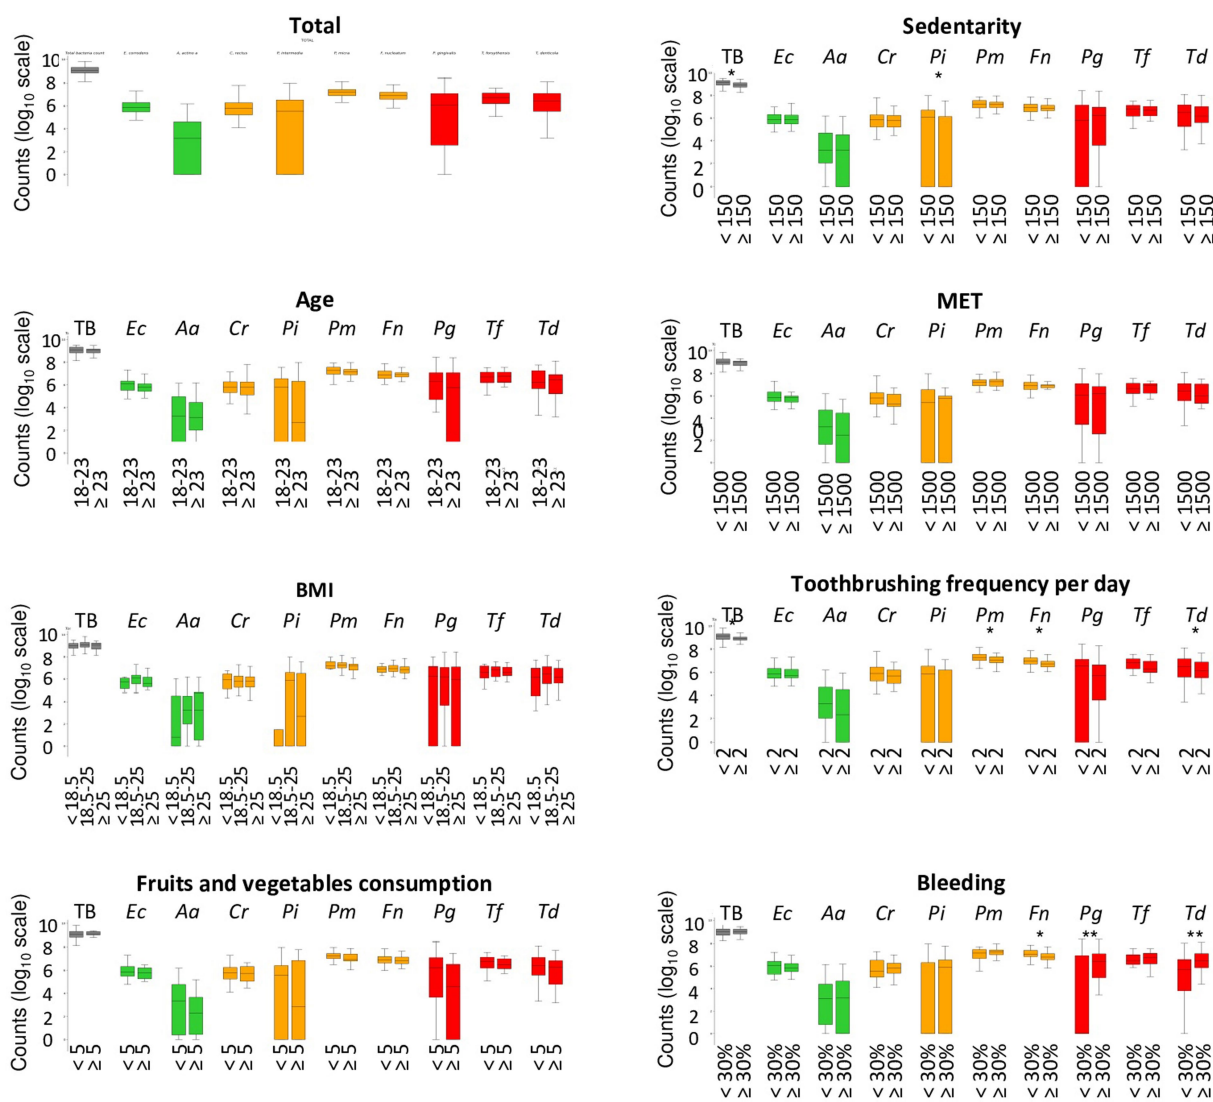 Total
TOTAL
Total bacteria count E. corrodens A. actino a C. rectus P. intermedia P. micra F. nucleatum P. gingivalis T. forsythensis T. denticola
Counts (log10 scale)
10
8
6
4
2
0
Sedentarity
TB Ec Aa Cr Pi Pm Fn Pg Tf Td
* *
Counts (log10 scale)
10
8
6
4
2
0
< 150 ≥ 150 < 150 ≥ 150 < 150 ≥ 150 < 150 ≥ 150 < 150 ≥ 150 < 150 ≥ 150 < 150 ≥ 150 < 150 ≥ 150 < 150 ≥ 150 < 150 ≥ 150
Age
TB Ec Aa Cr Pi Pm Fn Pg Tf Td
Counts (log10 scale)
10
8
6
4
2
0
18-23 ≥ 23 18-23 ≥ 23 18-23 ≥ 23 18-23 ≥ 23 18-23 ≥ 23 18-23 ≥ 23 18-23 ≥ 23 18-23 ≥ 23 18-23 ≥ 23 18-23 ≥ 23
MET
TB Ec Aa Cr Pi Pm Fn Pg Tf Td
Counts (log10 scale)
10
8
6
4
2
0
< 1500 ≥ 1500 < 1500 ≥ 1500 < 1500 ≥ 1500 < 1500 ≥ 1500 < 1500 ≥ 1500 < 1500 ≥ 1500 < 1500 ≥ 1500 < 1500 ≥ 1500 < 1500 ≥ 1500 < 1500 ≥ 1500
BMI
TB Ec Aa Cr Pi Pm Fn Pg Tf Td
Counts (log10 scale)
10
8
6
4
2
0
< 18.5 18.5-25 ≥ 25 < 18.5 18.5-25 ≥ 25 < 18.5 18.5-25 ≥ 25 < 18.5 18.5-25 ≥ 25 < 18.5 18.5-25 ≥ 25 < 18.5 18.5-25 ≥ 25 < 18.5 18.5-25 ≥ 25 < 18.5 18.5-25 ≥ 25 < 18.5 18.5-25 ≥ 25 < 18.5 18.5-25 ≥ 25
Toothbrushing frequency per day
TB Ec Aa Cr Pi Pm Fn Pg Tf Td
* * * *
Counts (log10 scale)
10
8
6
4
2
0
< 2 ≥ 2 < 2 ≥ 2 < 2 ≥ 2 < 2 ≥ 2 < 2 ≥ 2 < 2 ≥ 2 < 2 ≥ 2 < 2 ≥ 2 < 2 ≥ 2 < 2 ≥ 2
Fruits and vegetables consumption
TB Ec Aa Cr Pi Pm Fn Pg Tf Td
Counts (log10 scale)
10
8
6
4
2
0
< 5 ≥ 5 < 5 ≥ 5 < 5 ≥ 5 < 5 ≥ 5 < 5 ≥ 5 < 5 ≥ 5 < 5 ≥ 5 < 5 ≥ 5 < 5 ≥ 5 < 5 ≥ 5
Bleeding
TB Ec Aa Cr Pi Pm Fn Pg Tf Td
* ** **
Counts (log10 scale)
10
8
6
4
2
0
< 30% ≥ 30% < 30% ≥ 30% < 30% ≥ 30% < 30% ≥ 30% < 30% ≥ 30% < 30% ≥ 30% < 30% ≥ 30% < 30% ≥ 30% < 30% ≥ 30% < 30% ≥ 30%